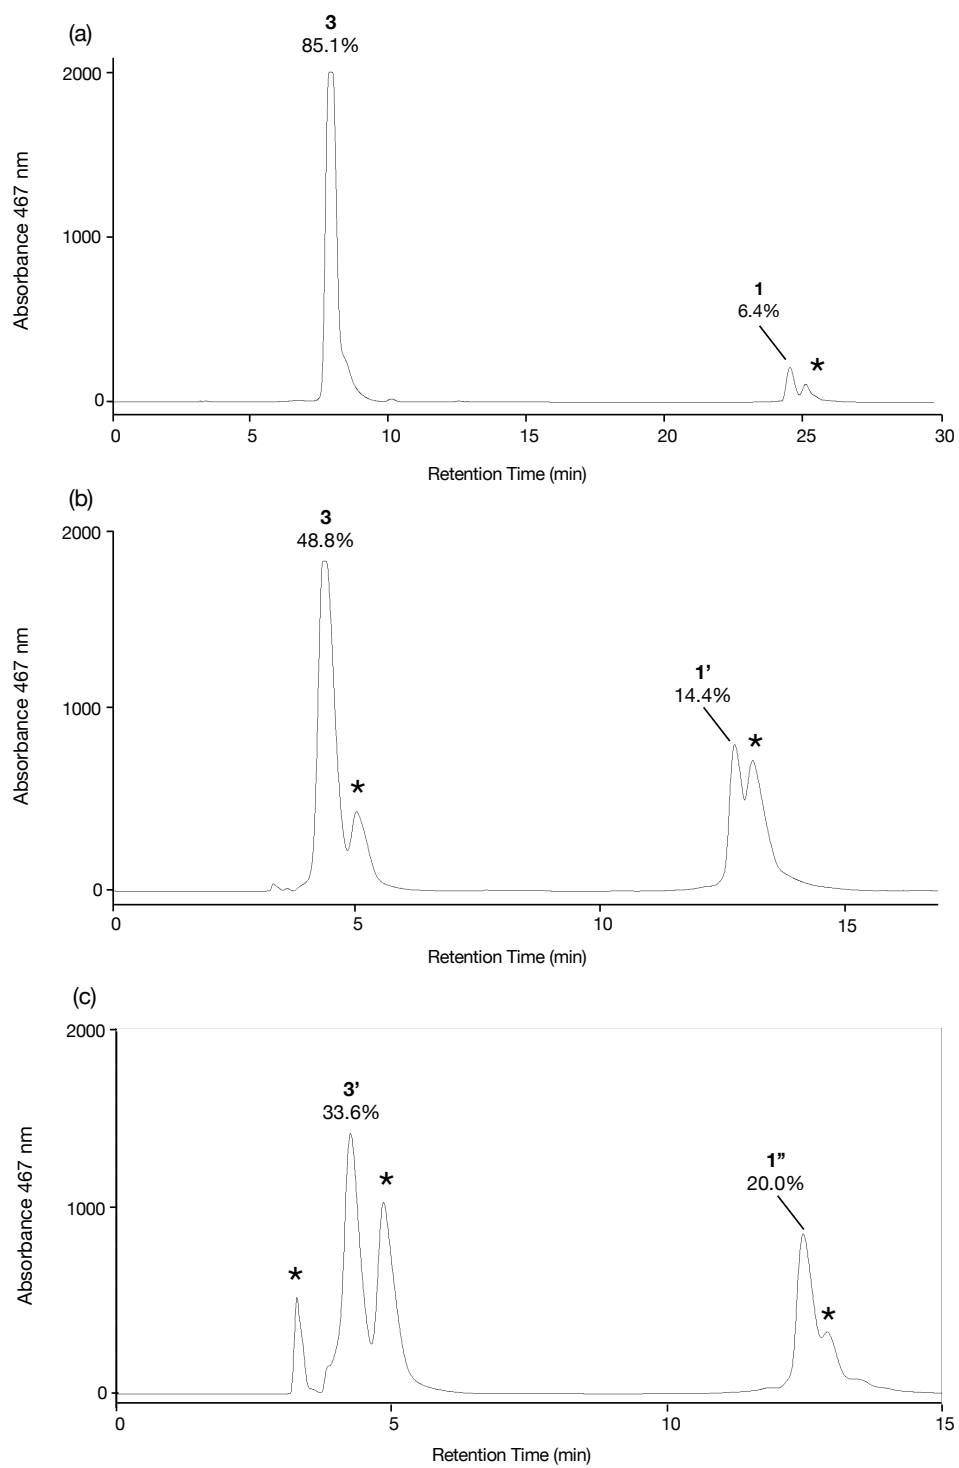 (a)
3
85.1%
2000
1000
0
Absorbance 467 nm
1
6.4%
*
0 5 10 15 20 25 30
Retention Time (min)
(b)
3
48.8%
2000
1000
0
Absorbance 467 nm
*
1’
14.4%
*
0 5 10 15
Retention Time (min)
(c)
2000
1000
0
Absorbance 467 nm
*
3’
33.6%
*
1”
20.0%
*
0 5 10 15
Retention Time (min)